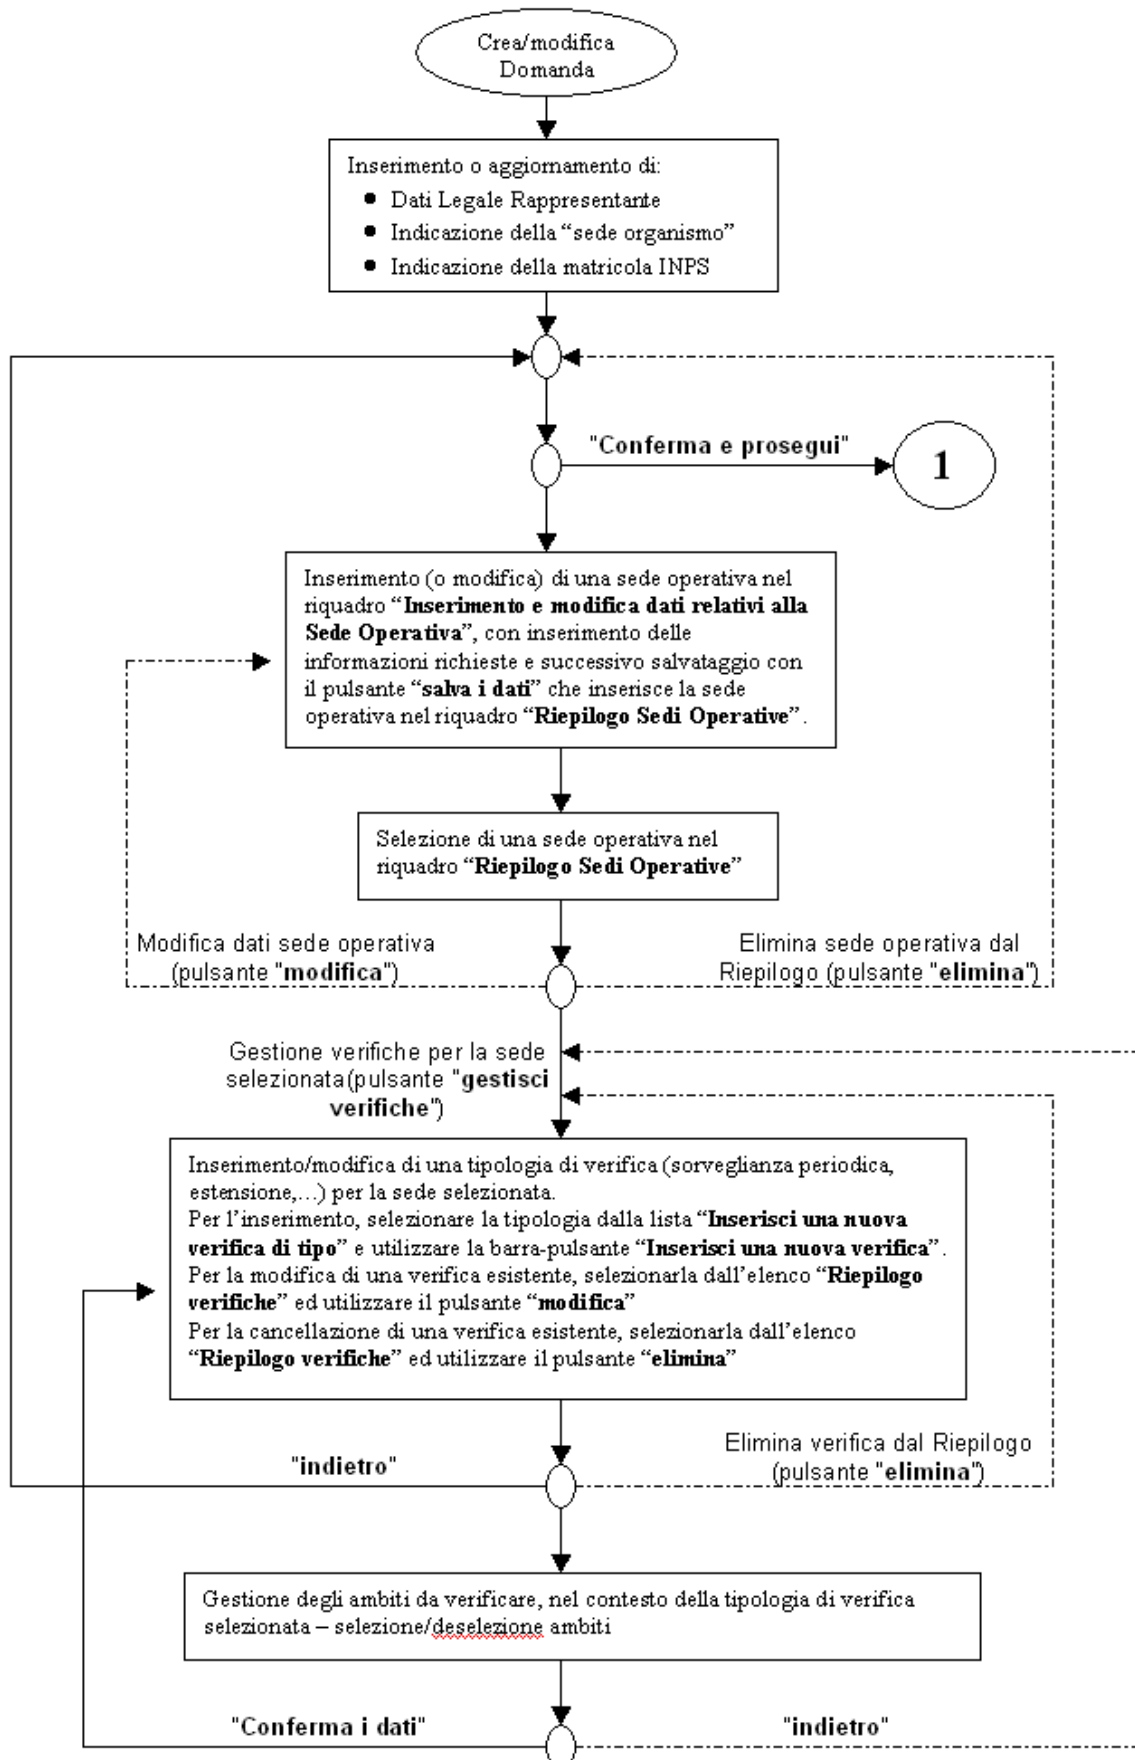 Crea/modifica
Domanda
Inserimento o aggiornamento di:
● Dati Legale Rappresentante
● Indicazione della “sede organismo”
● Indicazione della matricola INPS
"Conferma e prosegui"
1
Inserimento (o modifica) di una sede operativa nel
riquadro “Inserimento e modifica dati relativi alla
Sede Operativa”, con inserimento delle
informazioni richieste e successivo salvataggio con
il pulsante “salva i dati” che inserisce la sede
operativa nel riquadro “Riepilogo Sedi Operative”.
Selezione di una sede operativa nel
riquadro “Riepilogo Sedi Operative”
Modifica dati sede operativa
(pulsante "modifica")
Elimina sede operativa dal
Riepilogo (pulsante "elimina")
Gestione verifiche per la sede
selezionata(pulsante "gestisci
verifiche")
Inserimento/modifica di una tipologia di verifica (sorveglianza periodica,
estensione,...) per la sede selezionata.
Per l’inserimento, selezionare la tipologia dalla lista “Inserisci una nuova
verifica di tipo” e utilizzare la barra-pulsante “Inserisci una nuova verifica”.
Per la modifica di una verifica esistente, selezionarla dall’elenco “Riepilogo
verifiche” ed utilizzare il pulsante “modifica”
Per la cancellazione di una verifica esistente, selezionarla dall’elenco
“Riepilogo verifiche” ed utilizzare il pulsante “elimina”
"indietro"
Elimina verifica dal Riepilogo
(pulsante "elimina")
Gestione degli ambiti da verificare, nel contesto della tipologia di verifica
selezionata – selezione/deselezione ambiti
"Conferma i dati"
"indietro"